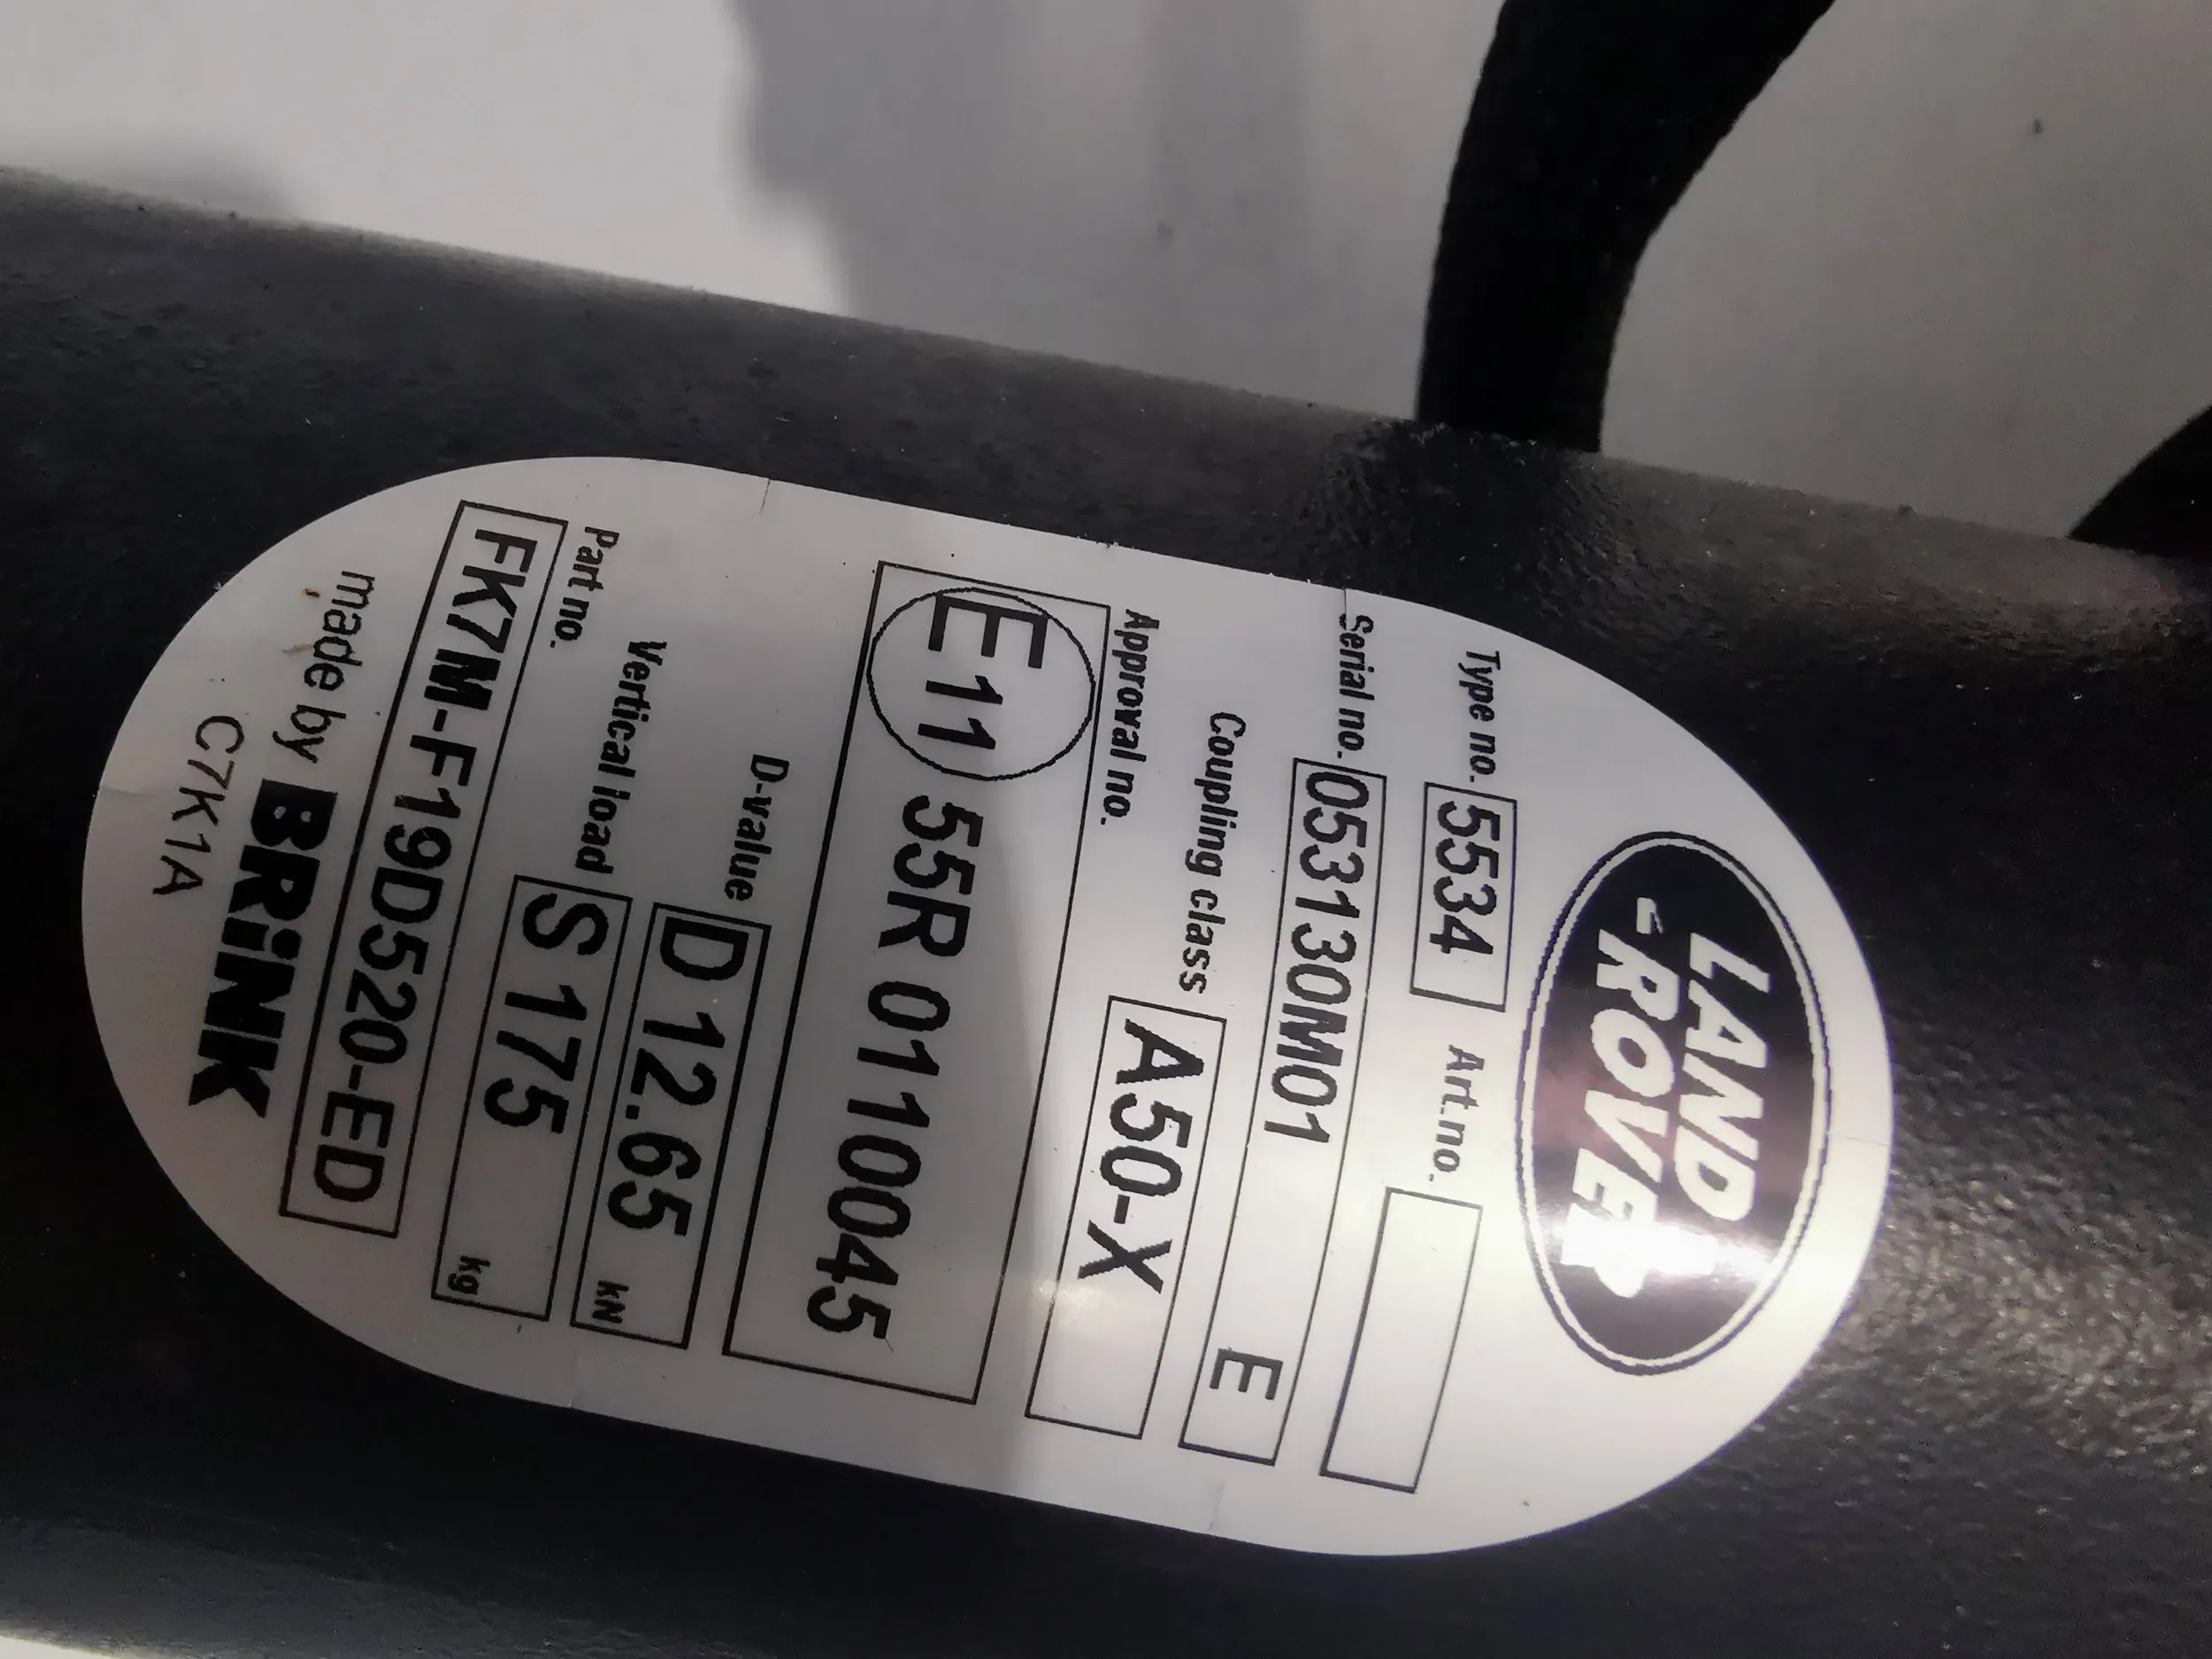 LAND
-ROVER
Type no. 5534 Art.no.
Serial no. 053130M01 E
Coupling class A50-X
Approval no.
E11 55R 0110045
D-value D 12.65 kN
Vertical load S 175 kg
Part no.
FK7M-F19D520-ED
made by BRINK
C7K1A